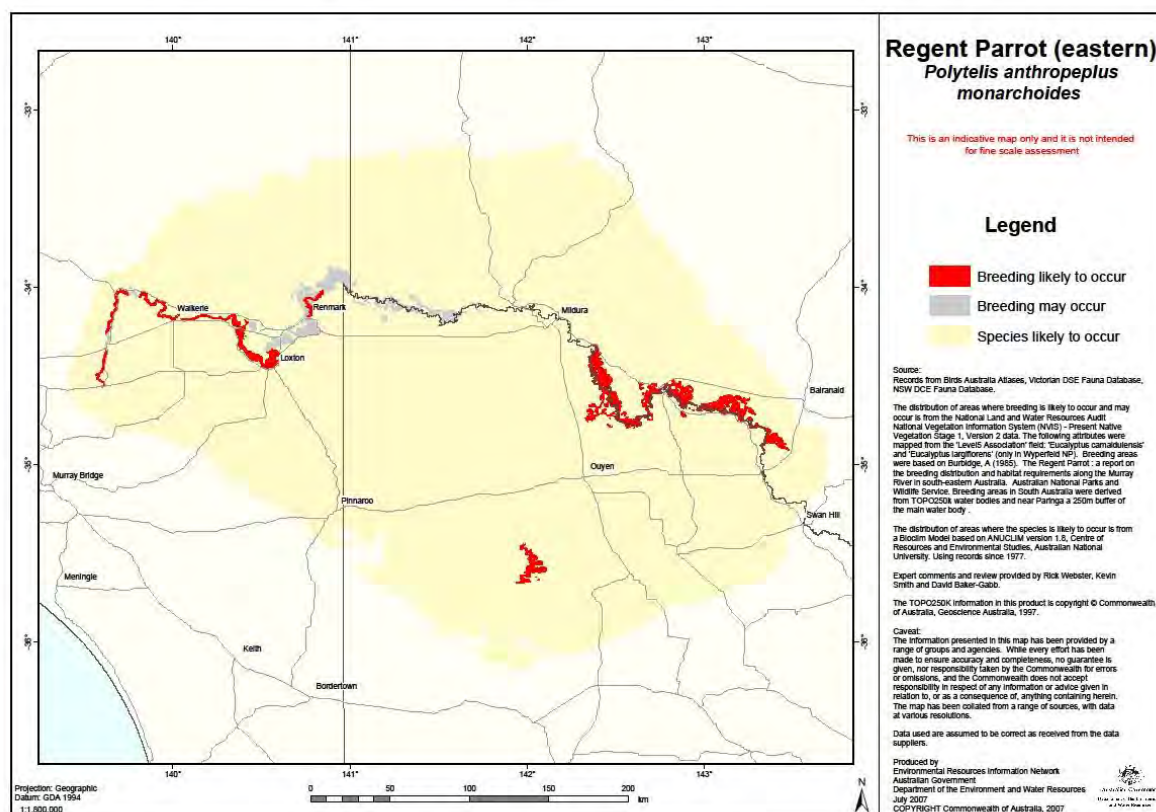 140°
141°
142°
143°
-33°
-34°
-35°
-36°
33°
34°
35°
36°
Waikerie
Renmark
Loxton
Mildura
Balranald
Ouyen
Murray Bridge
Pinnaroo
Swan Hill
Meningie
Keith
Bordertown
140°
141°
142°
143°
Projection: Geographic
Datum: GDA 1994
1:1,800,000
0 50 100 150 200
km
N
Regent Parrot (eastern)
Polytelis anthropeplus
monarchoides
This is an indicative map only and it is not intended
for fine scale assessment
Legend
Breeding likely to occur
Breeding may occur
Species likely to occur
Source:
Records from Birds Australia Atlases, Victorian DSE Fauna Database,
NSW DCE Fauna Database.
The distribution of areas where breeding is likely to occur and may
occur is from the National Land and Water Resources Audit
National Vegetation Information System (NVIS) - Present Native
Vegetation Stage 1, Version 2 data. The following attributes were
mapped from the 'Level5 Association' field: 'Eucalyptus camaldulensis'
and 'Eucalyptus largiflorens' (only in Wyperfeld NP). Breeding areas
were based on Burbidge, A (1985). The Regent Parrot : a report on
the breeding distribution and habitat requirements along the Murray
River in south-eastern Australia. Australian National Parks and
Wildlife Service. Breeding areas in South Australia were derived
from TOPO250k water bodies and near Paringa a 250m buffer of
the main water body .
The distribution of areas where the species is likely to occur is from
a Bioclim Model based on ANUCLIM version 1.8, Centre of
Resources and Environmental Studies, Australian National
University. Using records since 1977.
Expert comments and review provided by Rick Webster, Kevin
Smith and David Baker-Gabb.
The TOPO250K information in this product is copyright © Commonwealth
of Australia, Geoscience Australia, 1997.
Caveat:
The information presented in this map has been provided by a
range of groups and agencies. While every effort has been
made to ensure accuracy and completeness, no guarantee is
given, nor responsibility taken by the Commonwealth for errors
or omissions, and the Commonwealth does not accept
responsibility in respect of any information or advice given in
relation to, or as a consequence of, anything containing herein.
The map has been collated from a range of sources, with data
at various resolutions.
Data used are assumed to be correct as received from the data
suppliers.
Produced by
Environmental Resources Information Network
Australian Government
Department of the Environment and Water Resources
July 2007
COPYRIGHT Commonwealth of Australia, 2007
Australian Government